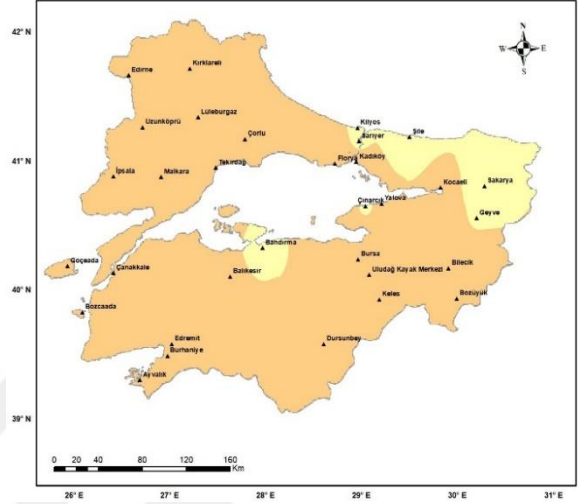 42° N
N
W E
S
Kırklareli
Edirne
Lüleburgaz
Uzunköprü
Kilyos
Sarıyer
Şile
Çorlu
41° N
Florya
Kadıköy
Tekirdağ
İpsala
Malkara
Kocaeli
Sakarya
Çınarcık
Yalova
Geyve
Bandırma
Goçeada
Çanakkale
Balıkesir
Bursa
Bilecik
Uludağ Kayak Merkezi
40° N
Bozcaada
Keles
Bozüyük
Edremit
Burhaniye
Dursunbey
Ayvalık
39° N
0 20 40 80 120 160
Km
26° E 27° E 28° E 29° E 30° E 31° E